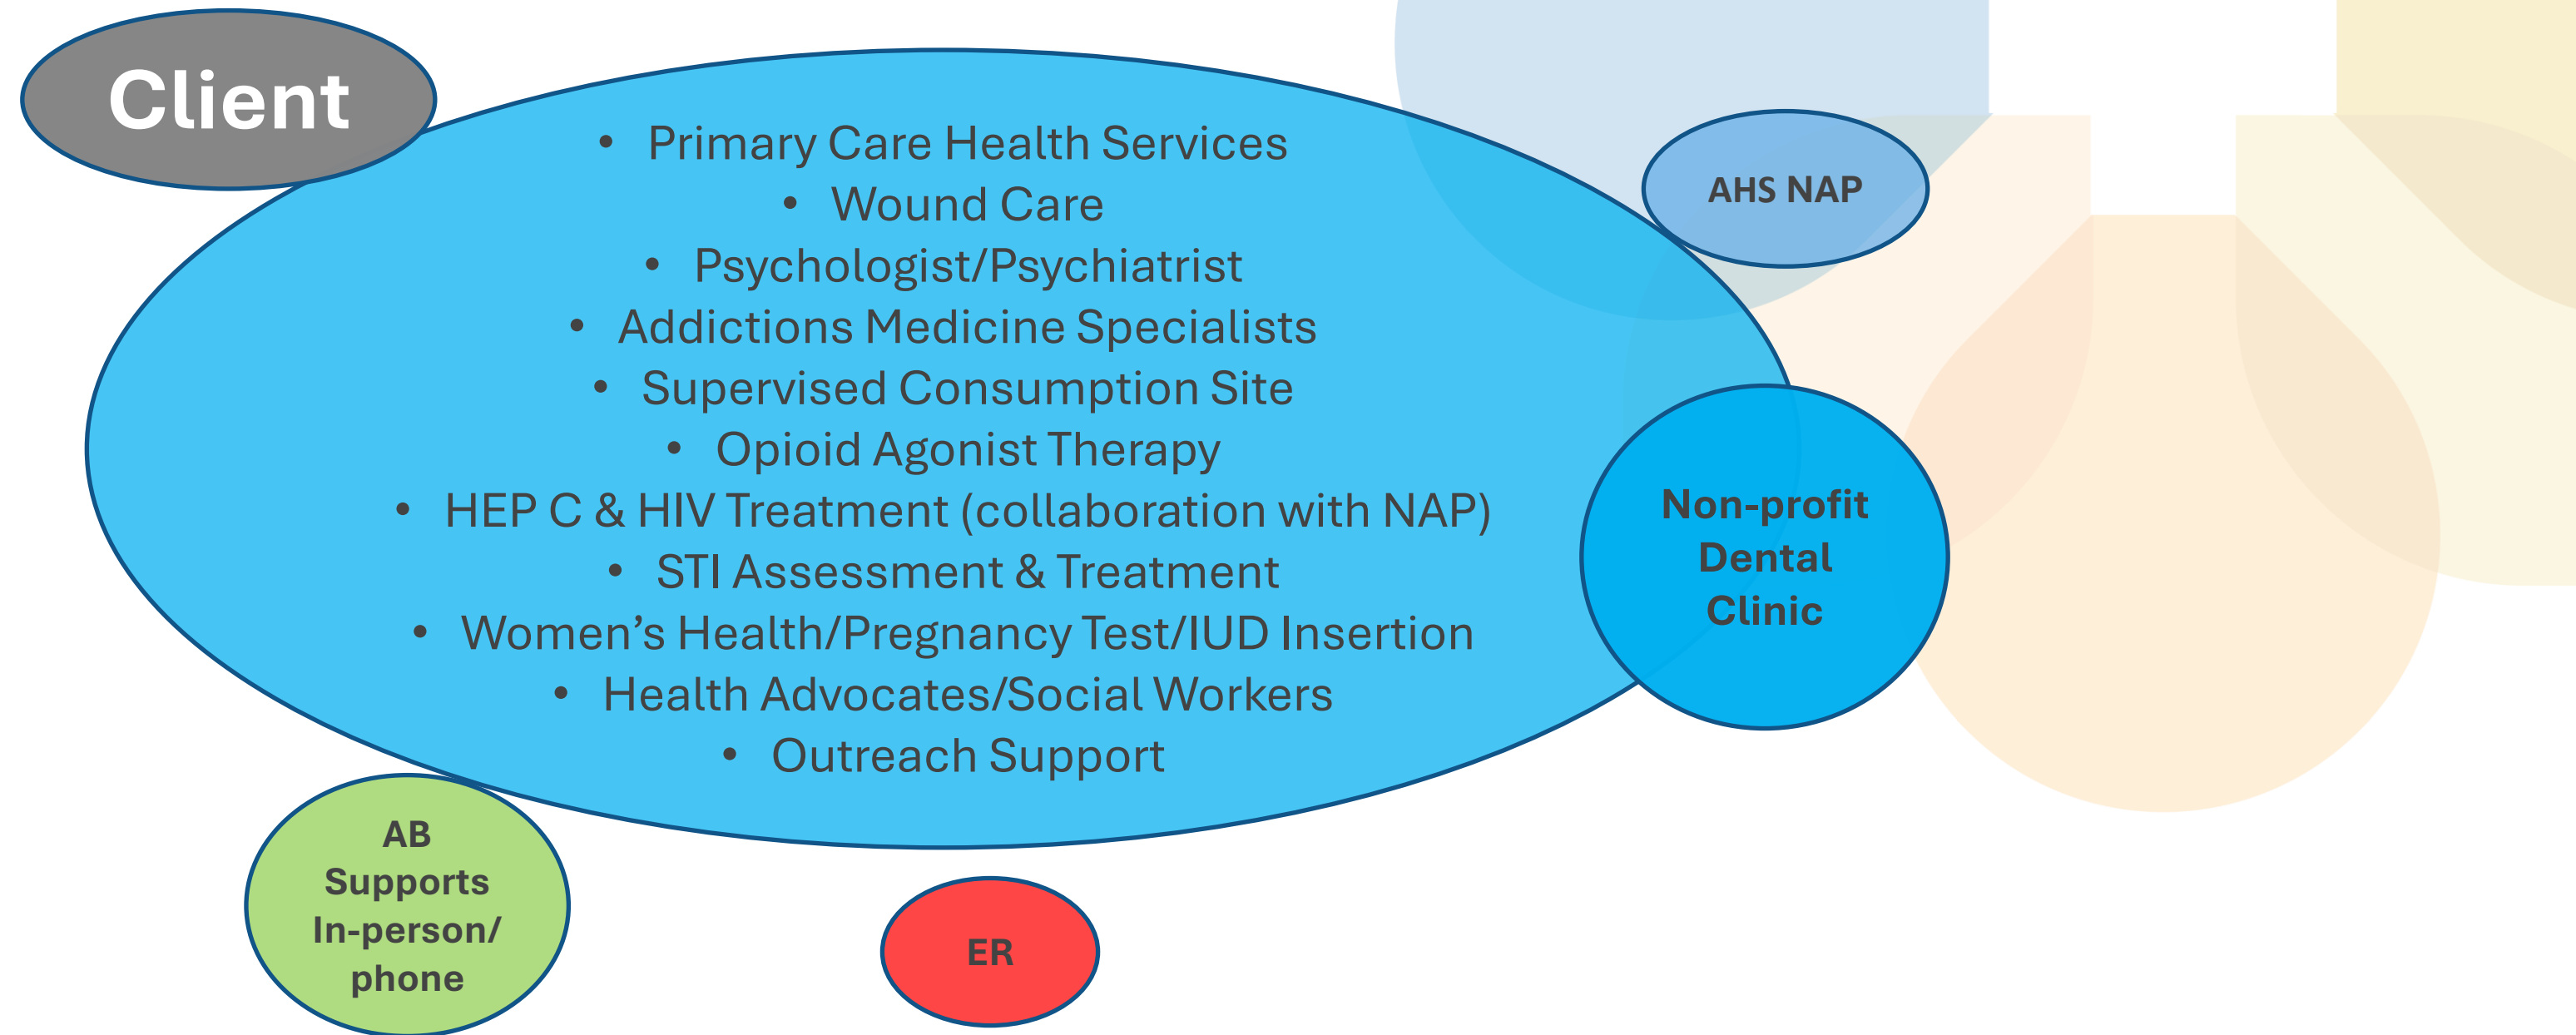 Client
• Primary Care Health Services
• Wound Care
• Psychologist/Psychiatrist
• Addictions Medicine Specialists
• Supervised Consumption Site
• Opioid Agonist Therapy
• HEP C & HIV Treatment (collaboration with NAP)
• STI Assessment & Treatment
• Women’s Health/Pregnancy Test/IUD Insertion
• Health Advocates/Social Workers
• Outreach Support
AHS NAP
Non-profit
Dental
Clinic
AB
Supports
In-person/
phone
ER